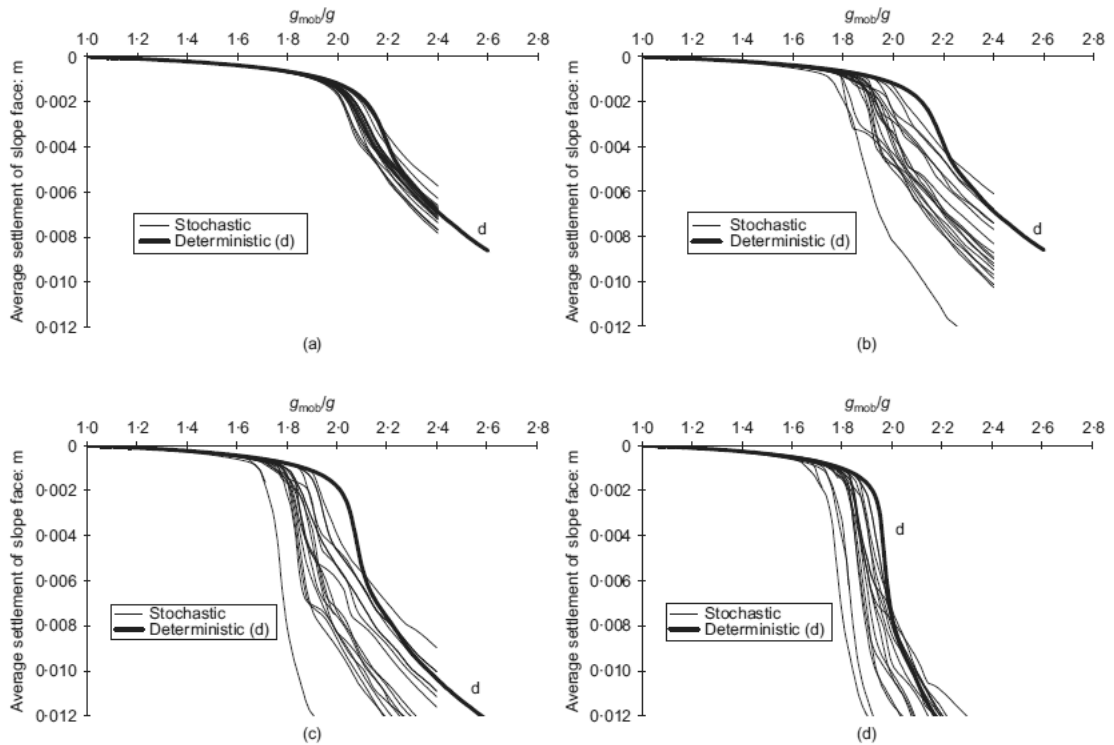 g_mob/g
1·0 1·2 1·4 1·6 1·8 2·0 2·2 2·4 2·6 2·8
0
0·002
0·004
0·006
0·008
0·010
0·012
Average settlement of slope face: m
Stochastic
Deterministic (d)
d
(a)
g_mob/g
1·0 1·2 1·4 1·6 1·8 2·0 2·2 2·4 2·6 2·8
0
0·002
0·004
0·006
0·008
0·010
0·012
Average settlement of slope face: m
Stochastic
Deterministic (d)
d
(b)
g_mob/g
1·0 1·2 1·4 1·6 1·8 2·0 2·2 2·4 2·6 2·8
0
0·002
0·004
0·006
0·008
0·010
0·012
Average settlement of slope face: m
Stochastic
Deterministic (d)
d
(c)
g_mob/g
1·0 1·2 1·4 1·6 1·8 2·0 2·2 2·4 2·6 2·8
0
0·002
0·004
0·006
0·008
0·010
0·012
Average settlement of slope face: m
d
Stochastic
Deterministic (d)
(d)